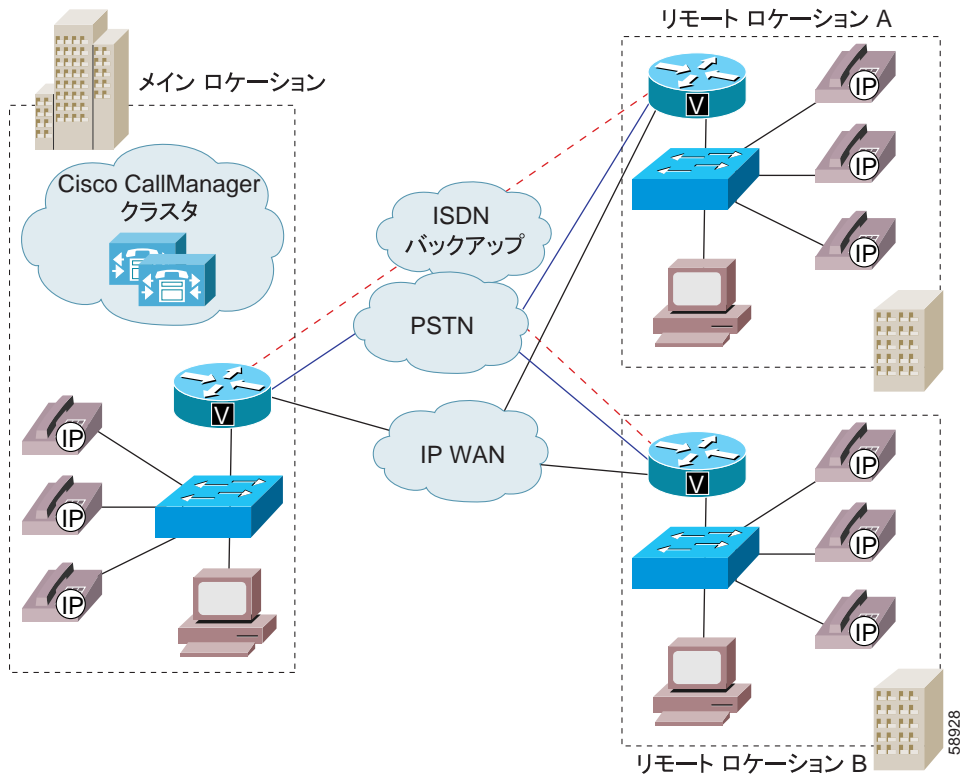 リモート ロケーション A
メイン ロケーション
Cisco CallManager
クラスタ
ISDN
バックアップ
PSTN
IP WAN
V
V
V
IP
IP
IP
IP
IP
IP
IP
IP
IP
リモート ロケーション B
58928